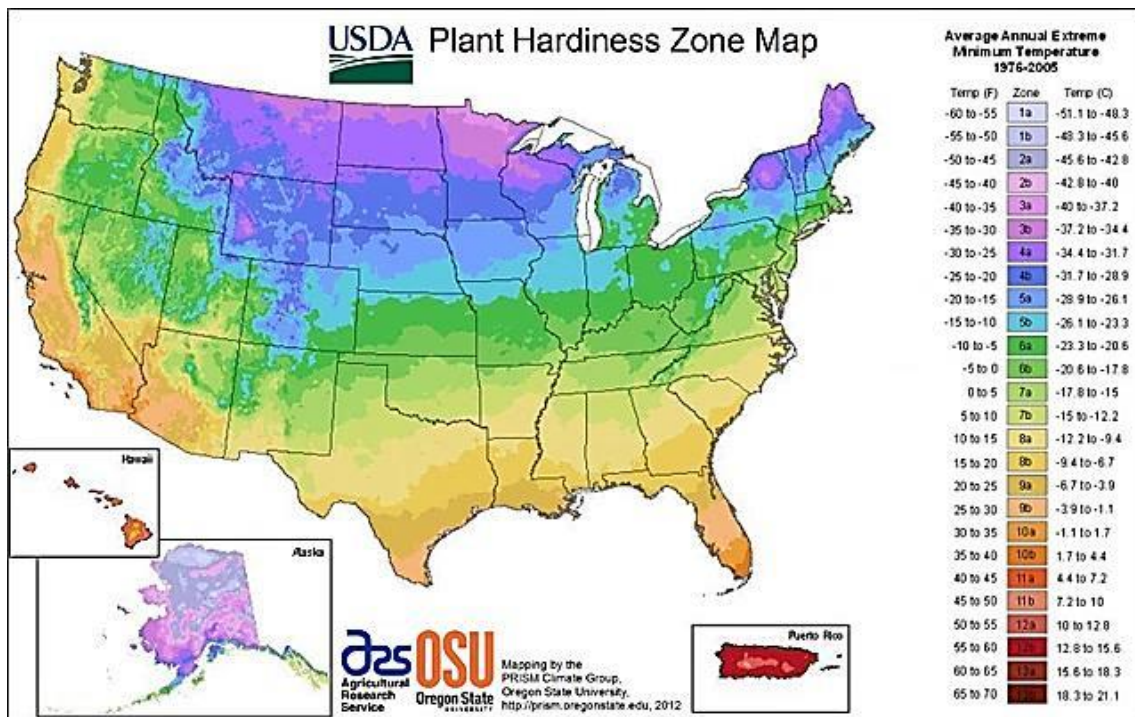 USDA Plant Hardiness Zone Map
Average Annual Extreme
Minimum Temperature
1976-2005
Temp (F) Zone Temp (C)
-60 to -55 1a -51.1 to -48.3
-55 to -50 1b -48.3 to -45.6
-50 to -45 2a -45.6 to -42.8
-45 to -40 2b -42.8 to -40
-40 to -35 3a -40 to -37.2
-35 to -30 3b -37.2 to -34.4
-30 to -25 4a -34.4 to -31.7
-25 to -20 4b -31.7 to -28.9
-20 to -15 5a -28.9 to -26.1
-15 to -10 5b -26.1 to -23.3
-10 to -5 6a -23.3 to -20.6
-5 to 0 6b -20.6 to -17.8
0 to 5 7a -17.8 to -15
5 to 10 7b -15 to -12.2
10 to 15 8a -12.2 to -9.4
15 to 20 8b -9.4 to -6.7
20 to 25 9a -6.7 to -3.9
25 to 30 9b -3.9 to -1.1
30 to 35 10a -1.1 to 1.7
35 to 40 10b 1.7 to 4.4
40 to 45 11a 4.4 to 7.2
45 to 50 11b 7.2 to 10
50 to 55 12a 10 to 12.8
55 to 60 12b 12.8 to 15.6
60 to 65 13a 15.6 to 18.3
65 to 70 13b 18.3 to 21.1
Hawaii
Alaska
Puerto Rico
ars
Agricultural
Research
Service
OSU
Oregon State
UNIVERSITY
Mapping by the
PRISM Climate Group,
Oregon State University,
http://prism.oregonstate.edu, 2012